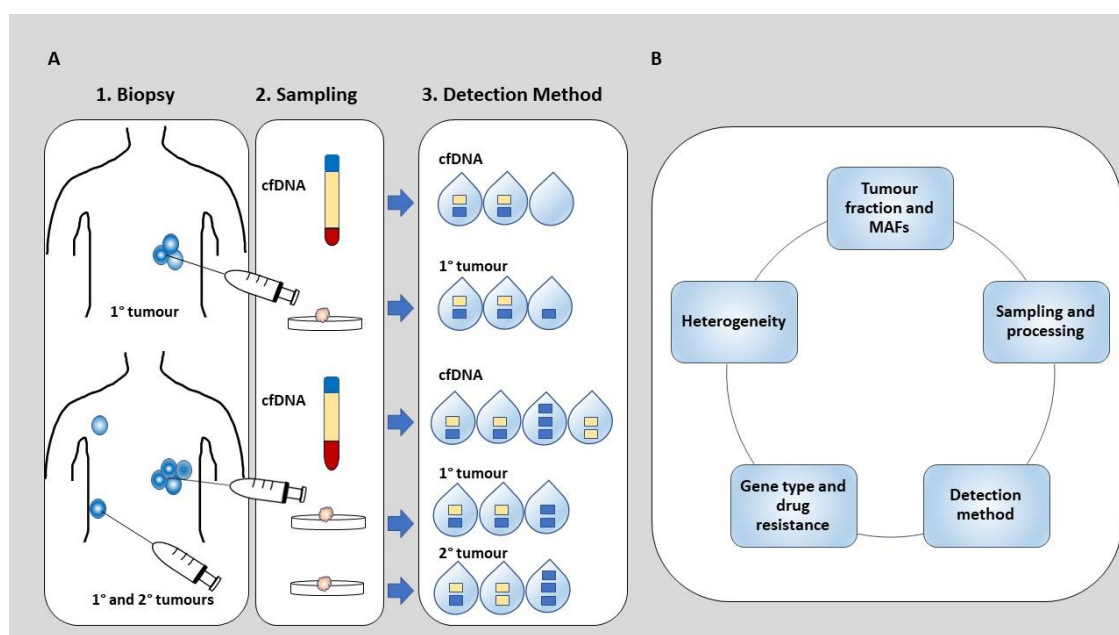 A
1. Biopsy
2. Sampling
3. Detection Method
1° tumour
1° and 2° tumours
cfDNA
cfDNA
cfDNA
1° tumour
cfDNA
1° tumour
2° tumour
B
Tumour
fraction and
MAFs
Sampling and
processing
Detection
method
Gene type and
drug
resistance
Heterogeneity